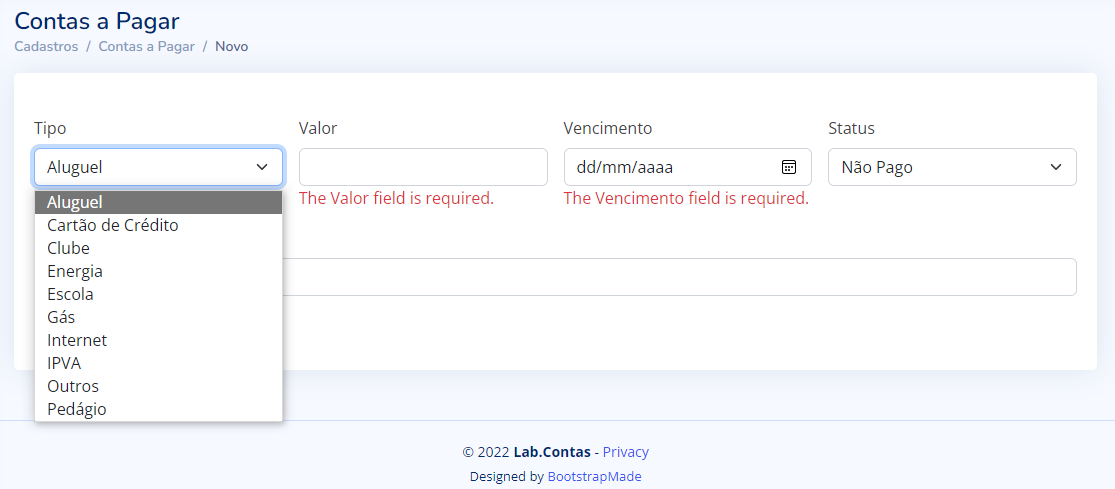 Contas a Pagar
Cadastros / Contas a Pagar / Novo
Tipo
Valor
Vencimento
Status
Aluguel
dd/mm/aaaa
Não Pago
The Valor field is required.
The Vencimento field is required.
Aluguel
Cartão de Crédito
Clube
Energia
Escola
Gás
Internet
IPVA
Outros
Pedágio
© 2022 Lab.Contas - Privacy
Designed by BootstrapMade